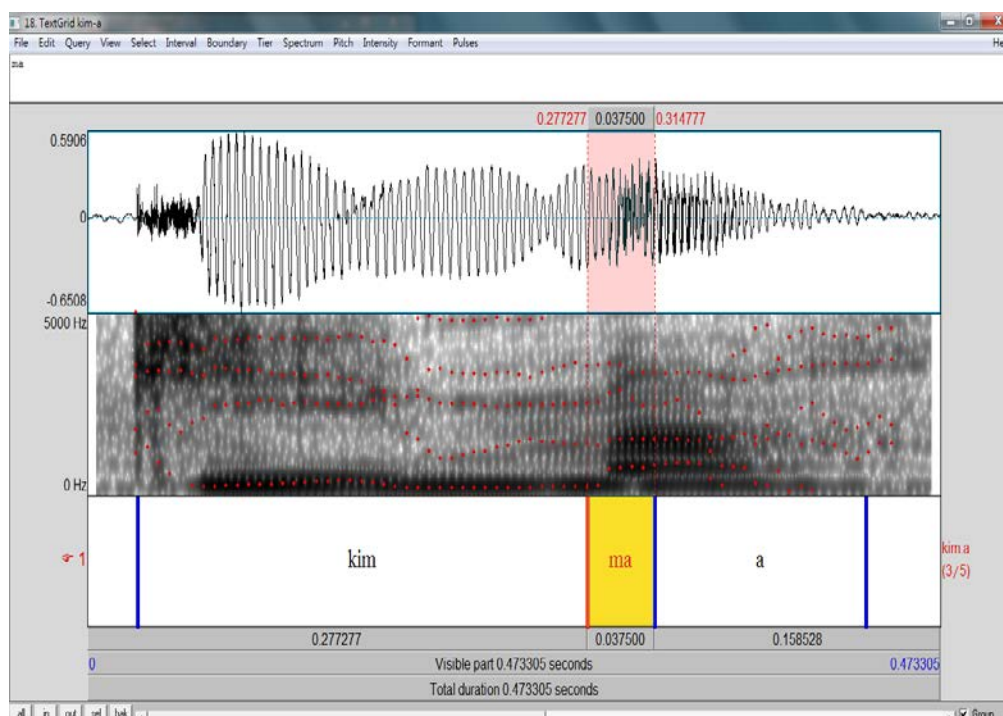 18. TextGrid kim-a
File Edit Query View Select Interval Boundary Tier Spectrum Pitch Intensity Formant Pulses He
ma
0.277277 0.037500 0.314777
0.5906
0
-0.6508
5000 Hz
0 Hz
1 kim ma a kim.a
(3/5)
0.277277 0.037500 0.158528
0 Visible part 0.473305 seconds 0.473305
Total duration 0.473305 seconds
all in out sel bak Group